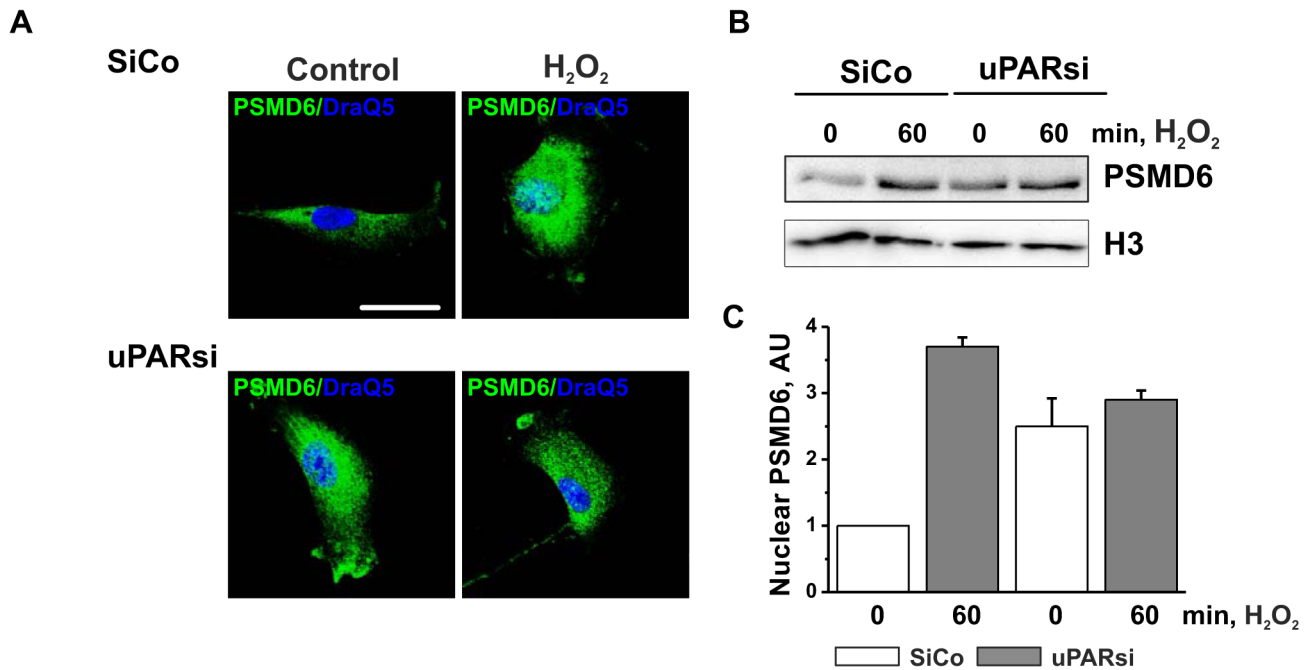 A
SiCo
Control
H₂O₂
PSMD6/DraQ5
PSMD6/DraQ5
uPARsi
PSMD6/DraQ5
PSMD6/DraQ5
B
SiCo uPARsi
0 60 0 60 min, H₂O₂
PSMD6
H3
C
Nuclear PSMD6, AU
4
3
2
1
0
0 60 0 60 min, H₂O₂
SiCo uPARsi